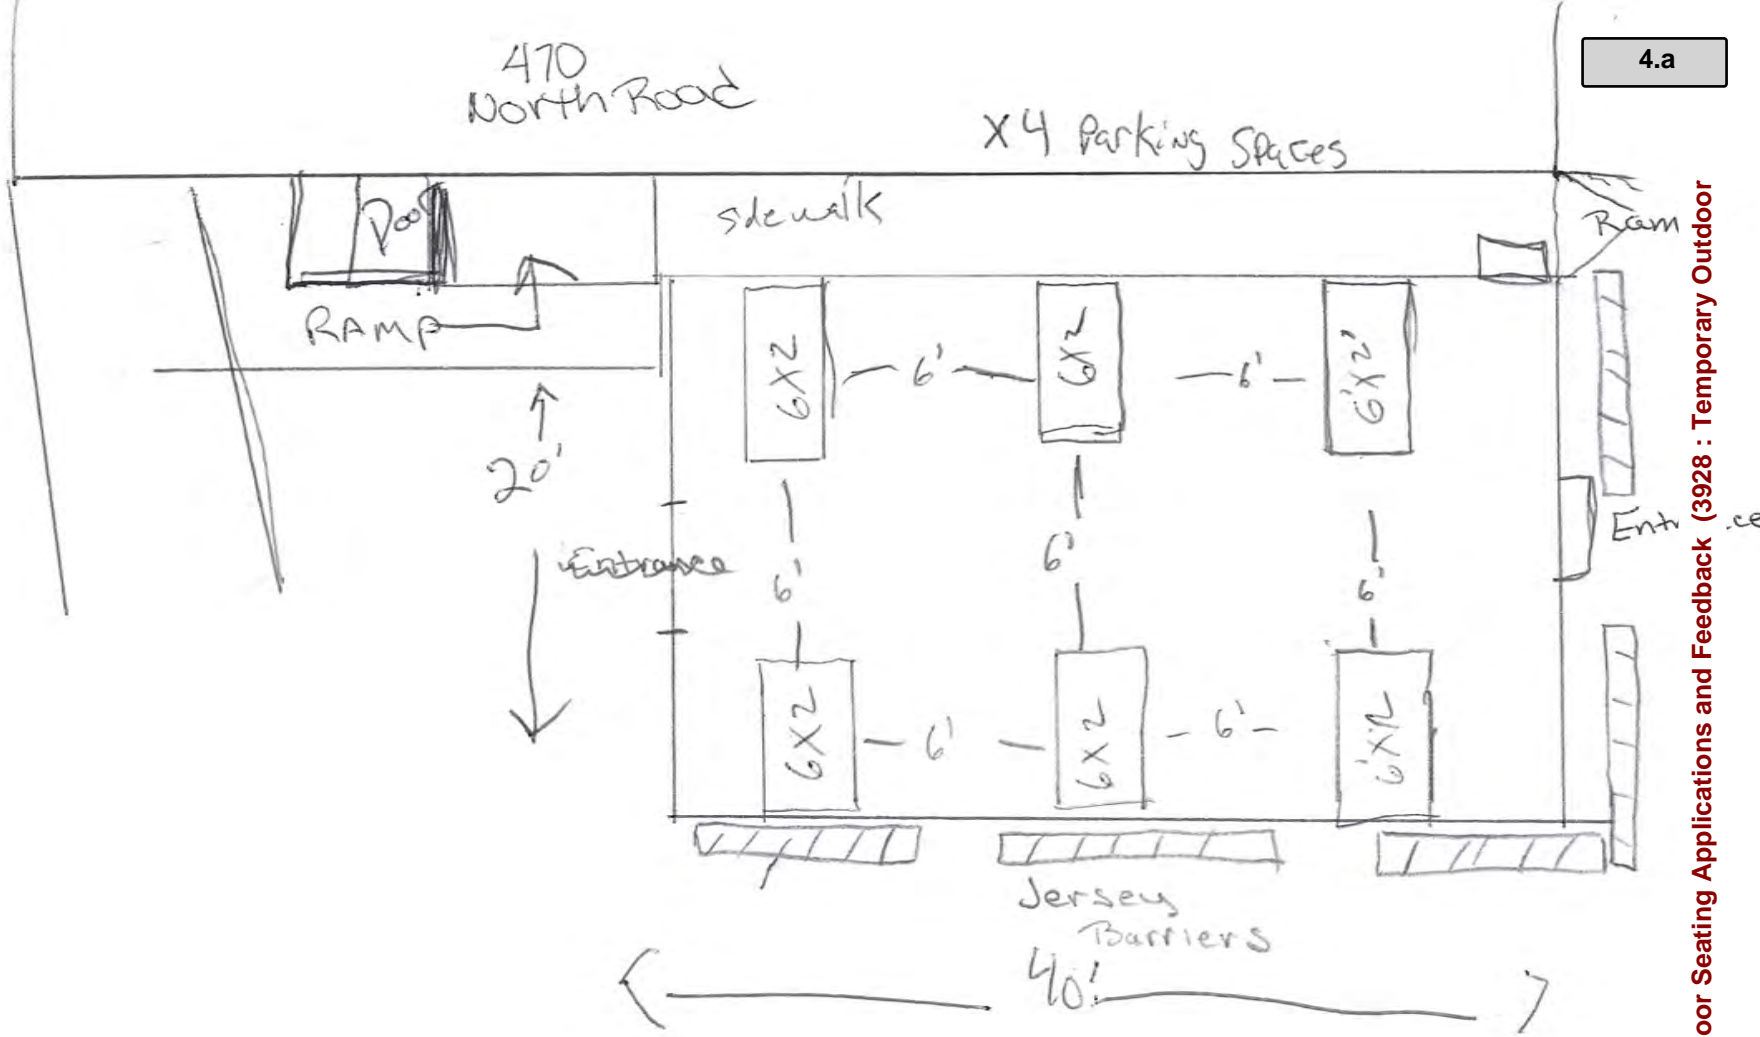 470
North Road
4.a
X4 Parking Spaces
Door
sidewalk
Ram
RAMP
6X2
6X2
6'X2'
6'
6'
20'
Entrance
6'
6'
6'
Entr ce
6X2
6X2
6'X2
6'
6'
Jersey
Barriers
40'
oor Seating Applications and Feedback (3928 : Temporary Outdoor